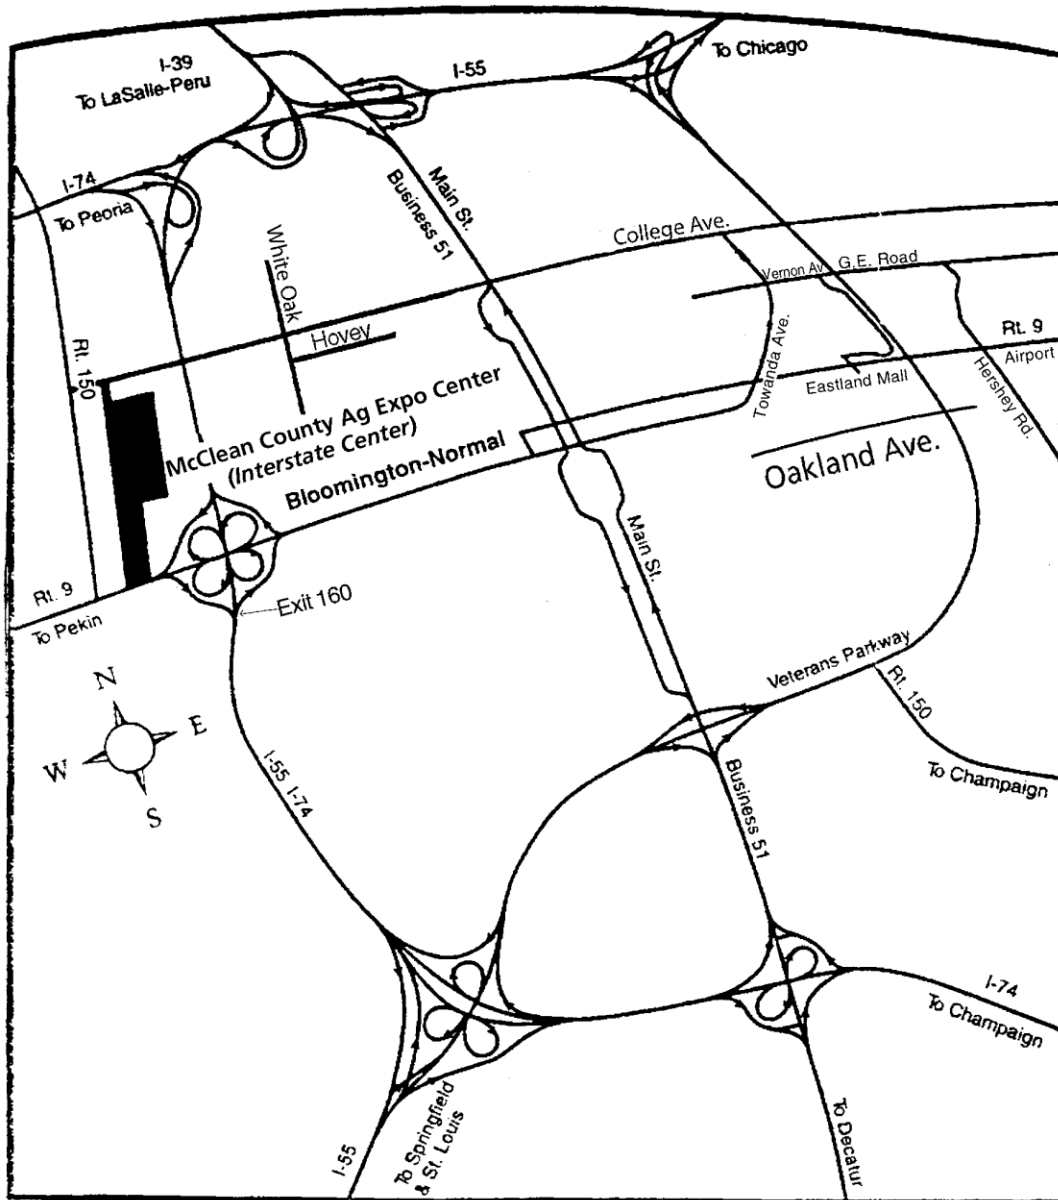 I-39
To LaSalle-Peru
I-55
To Chicago
I-74
To Peoria
Main St.
Business 51
White Oak
College Ave.
Vernon Av
G.E. Road
Hovey
Rt. 150
Towanda Ave.
Rt. 9
Airport
Eastland Mall
Hershey Rd.
McClean County Ag Expo Center
(Interstate Center)
Bloomington-Normal
Oakland Ave.
Main St.
Rt. 9
To Pekin
Exit 160
N
E
W
S
Veterans Parkway
Rt. 150
To Champaign
I-55 I-74
Business 51
I-74
To Champaign
I-55
To Springfield
& St. Louis
To Decatur